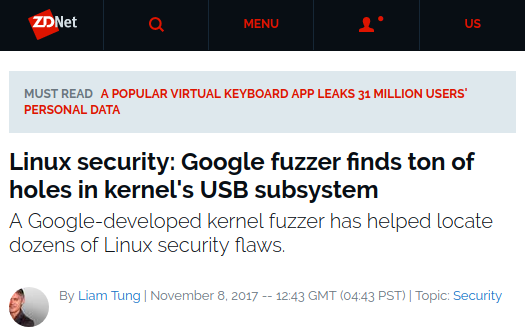 ZDNet MENU US
MUST READ A POPULAR VIRTUAL KEYBOARD APP LEAKS 31 MILLION USERS'
PERSONAL DATA
Linux security: Google fuzzer finds ton of
holes in kernel's USB subsystem
A Google-developed kernel fuzzer has helped locate
dozens of Linux security flaws.
By Liam Tung | November 8, 2017 -- 12:43 GMT (04:43 PST) | Topic: Security